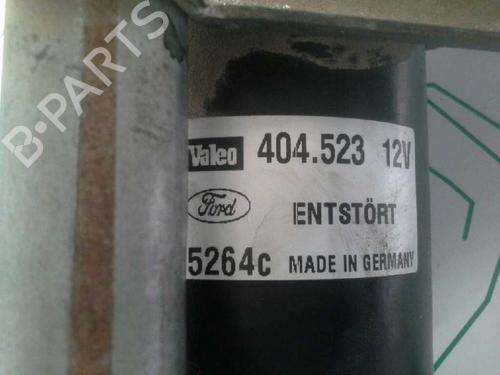 B-PARTS
Valeo 404.523 12V
Ford ENTSTÖRT
5264c MADE IN GERMANY